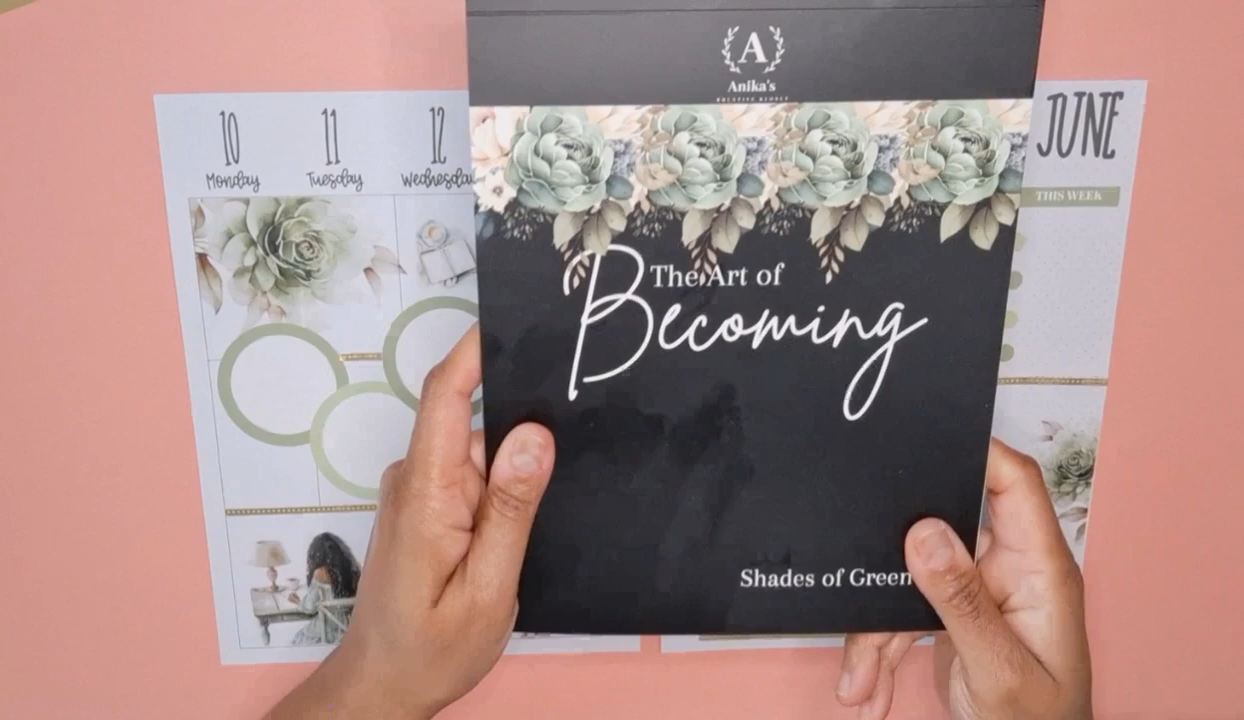 A
Anika's
10
Monday
11
Tuesday
12
Wednesday
JUNE
THIS WEEK
The Art of
Becoming
Shades of Green